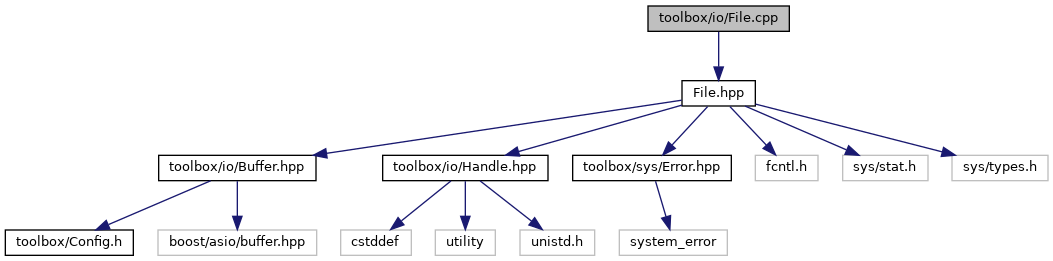 toolbox/io/File.cpp
File.hpp
toolbox/io/Buffer.hpp
toolbox/io/Handle.hpp
toolbox/sys/Error.hpp
fcntl.h
sys/stat.h
sys/types.h
toolbox/Config.h
boost/asio/buffer.hpp
cstddef
utility
unistd.h
system_error